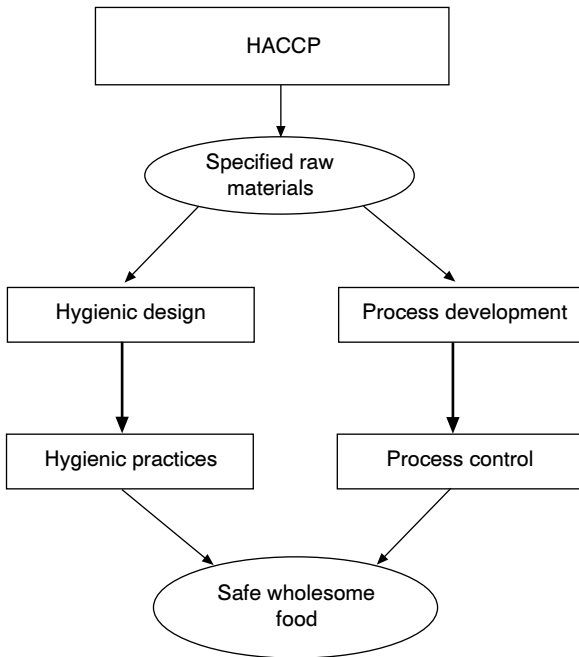 HACCP
Specified raw
materials
Hygienic design
Process development
Hygienic practices
Process control
Safe wholesome
food